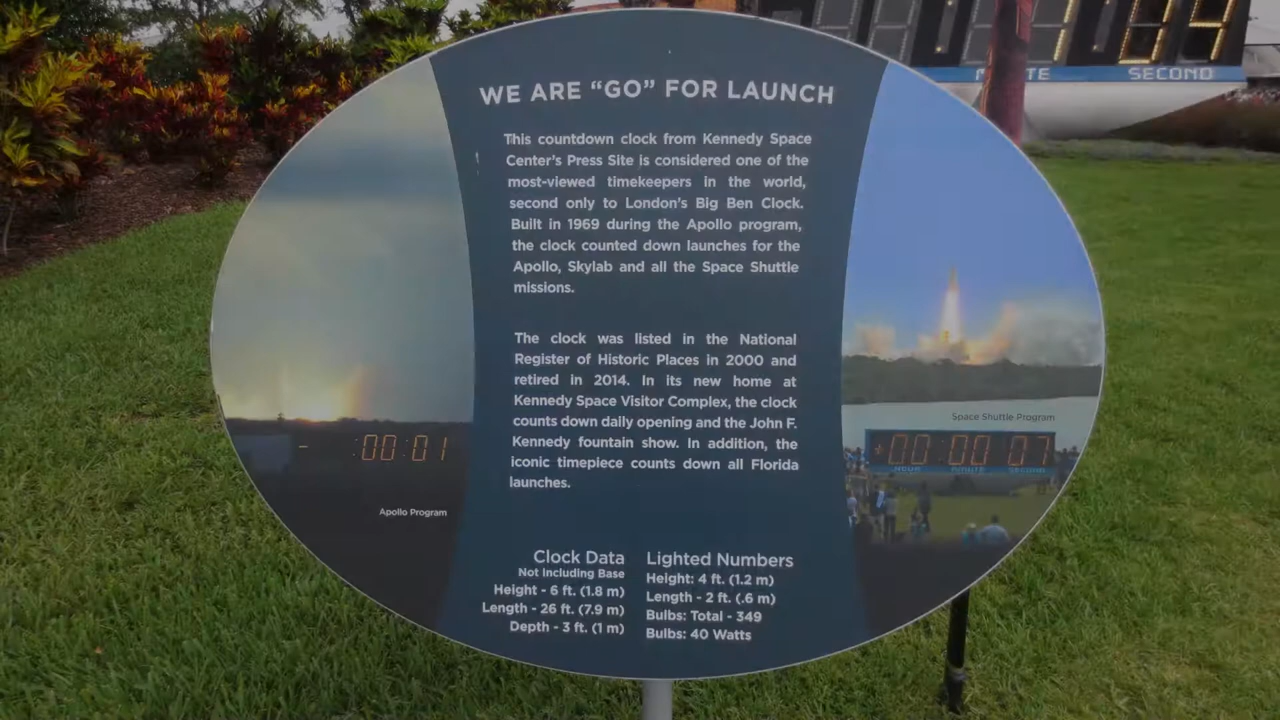 MINUTE SECOND
WE ARE “GO” FOR LAUNCH
This countdown clock from Kennedy Space
Center’s Press Site is considered one of the
most-viewed timekeepers in the world,
second only to London’s Big Ben Clock.
Built in 1969 during the Apollo program,
the clock counted down launches for the
Apollo, Skylab and all the Space Shuttle
missions.
The clock was listed in the National
Register of Historic Places in 2000 and
retired in 2014. In its new home at
Kennedy Space Visitor Complex, the clock
counts down daily opening and the John F.
Kennedy fountain show. In addition, the
iconic timepiece counts down all Florida
launches.
- :00:01
Apollo Program
Space Shuttle Program
+00:00:07
HOUR MINUTE SECOND
Clock Data
Not Including Base
Height - 6 ft. (1.8 m)
Length - 26 ft. (7.9 m)
Depth - 3 ft. (1 m)
Lighted Numbers
Height: 4 ft. (1.2 m)
Length - 2 ft. (.6 m)
Bulbs: Total - 349
Bulbs: 40 Watts